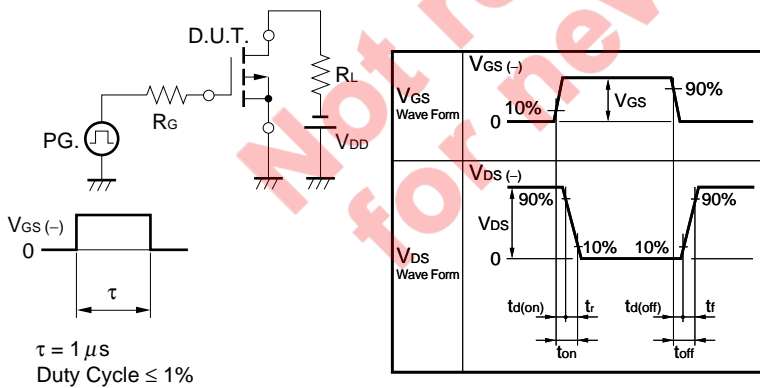 Not r
for new
D.U.T.
RL
RG
PG.
VDD
VGS (−)
0
τ
τ = 1 μs
Duty Cycle ≤ 1%
VGS
Wave Form
VGS (−)
10%
0
VGS
90%
VDS
Wave Form
VDS (−)
90%
VDS
0
10%
10%
90%
td(on)
tr
td(off)
tf
ton
toff